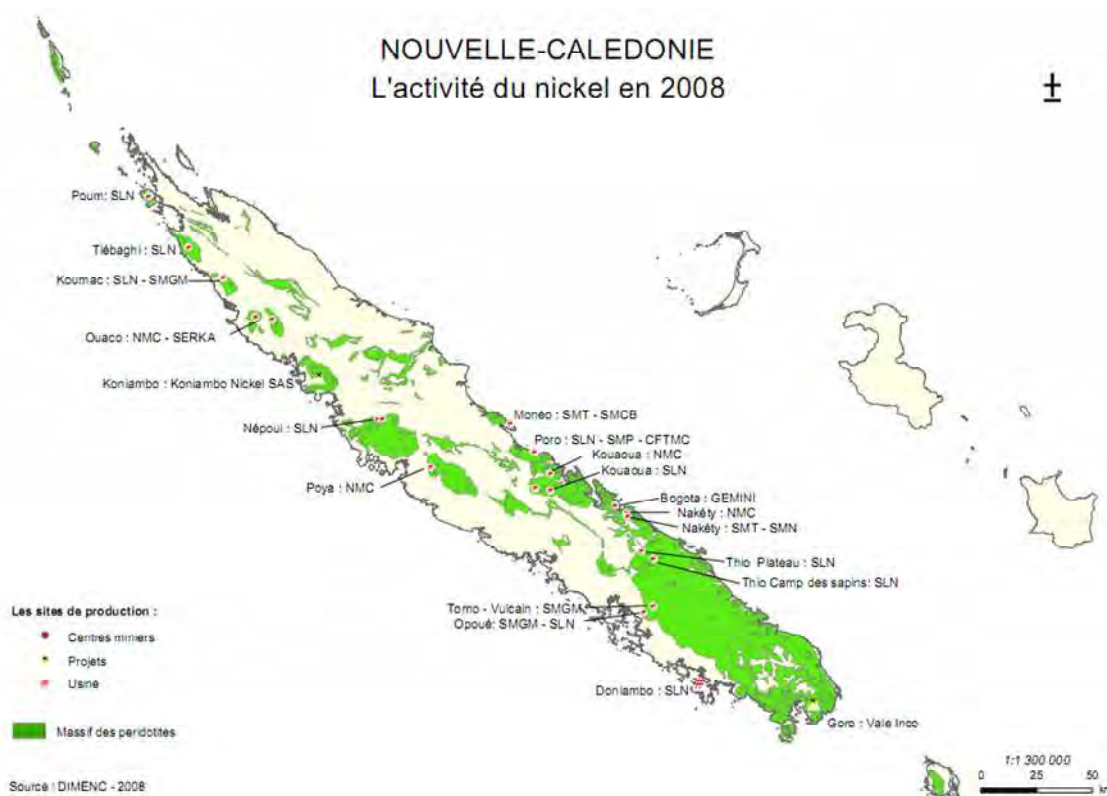 NOUVELLE-CALEDONIE
L'activité du nickel en 2008
Poum: SLN
Tiébaghi : SLN
Koumac : SLN - SMGM
Ouaco : NMC - SERKA
Koniambo : Koniambo Nickel SAS
Népoui : SLN
Poya : NMC
Monéo : SMT - SMCB
Poro : SLN - SMP - CFTMC
Kouaoua : NMC
Kouaoua : SLN
Bogota : GEMINI
Nakéty : NMC
Nakéty : SMT - SMN
Thio Plateau : SLN
Thio Camp des sapins: SLN
Tomo - Vulcain : SMGM
Opoué: SMGM - SLN
Doniambo : SLN
Goro : Vale Inco
Les sites de production :
Centres miniers
Projets
Usine
Massif des peridotites
Source : DIMENC - 2008
1:1 300 000
0 25 50
km